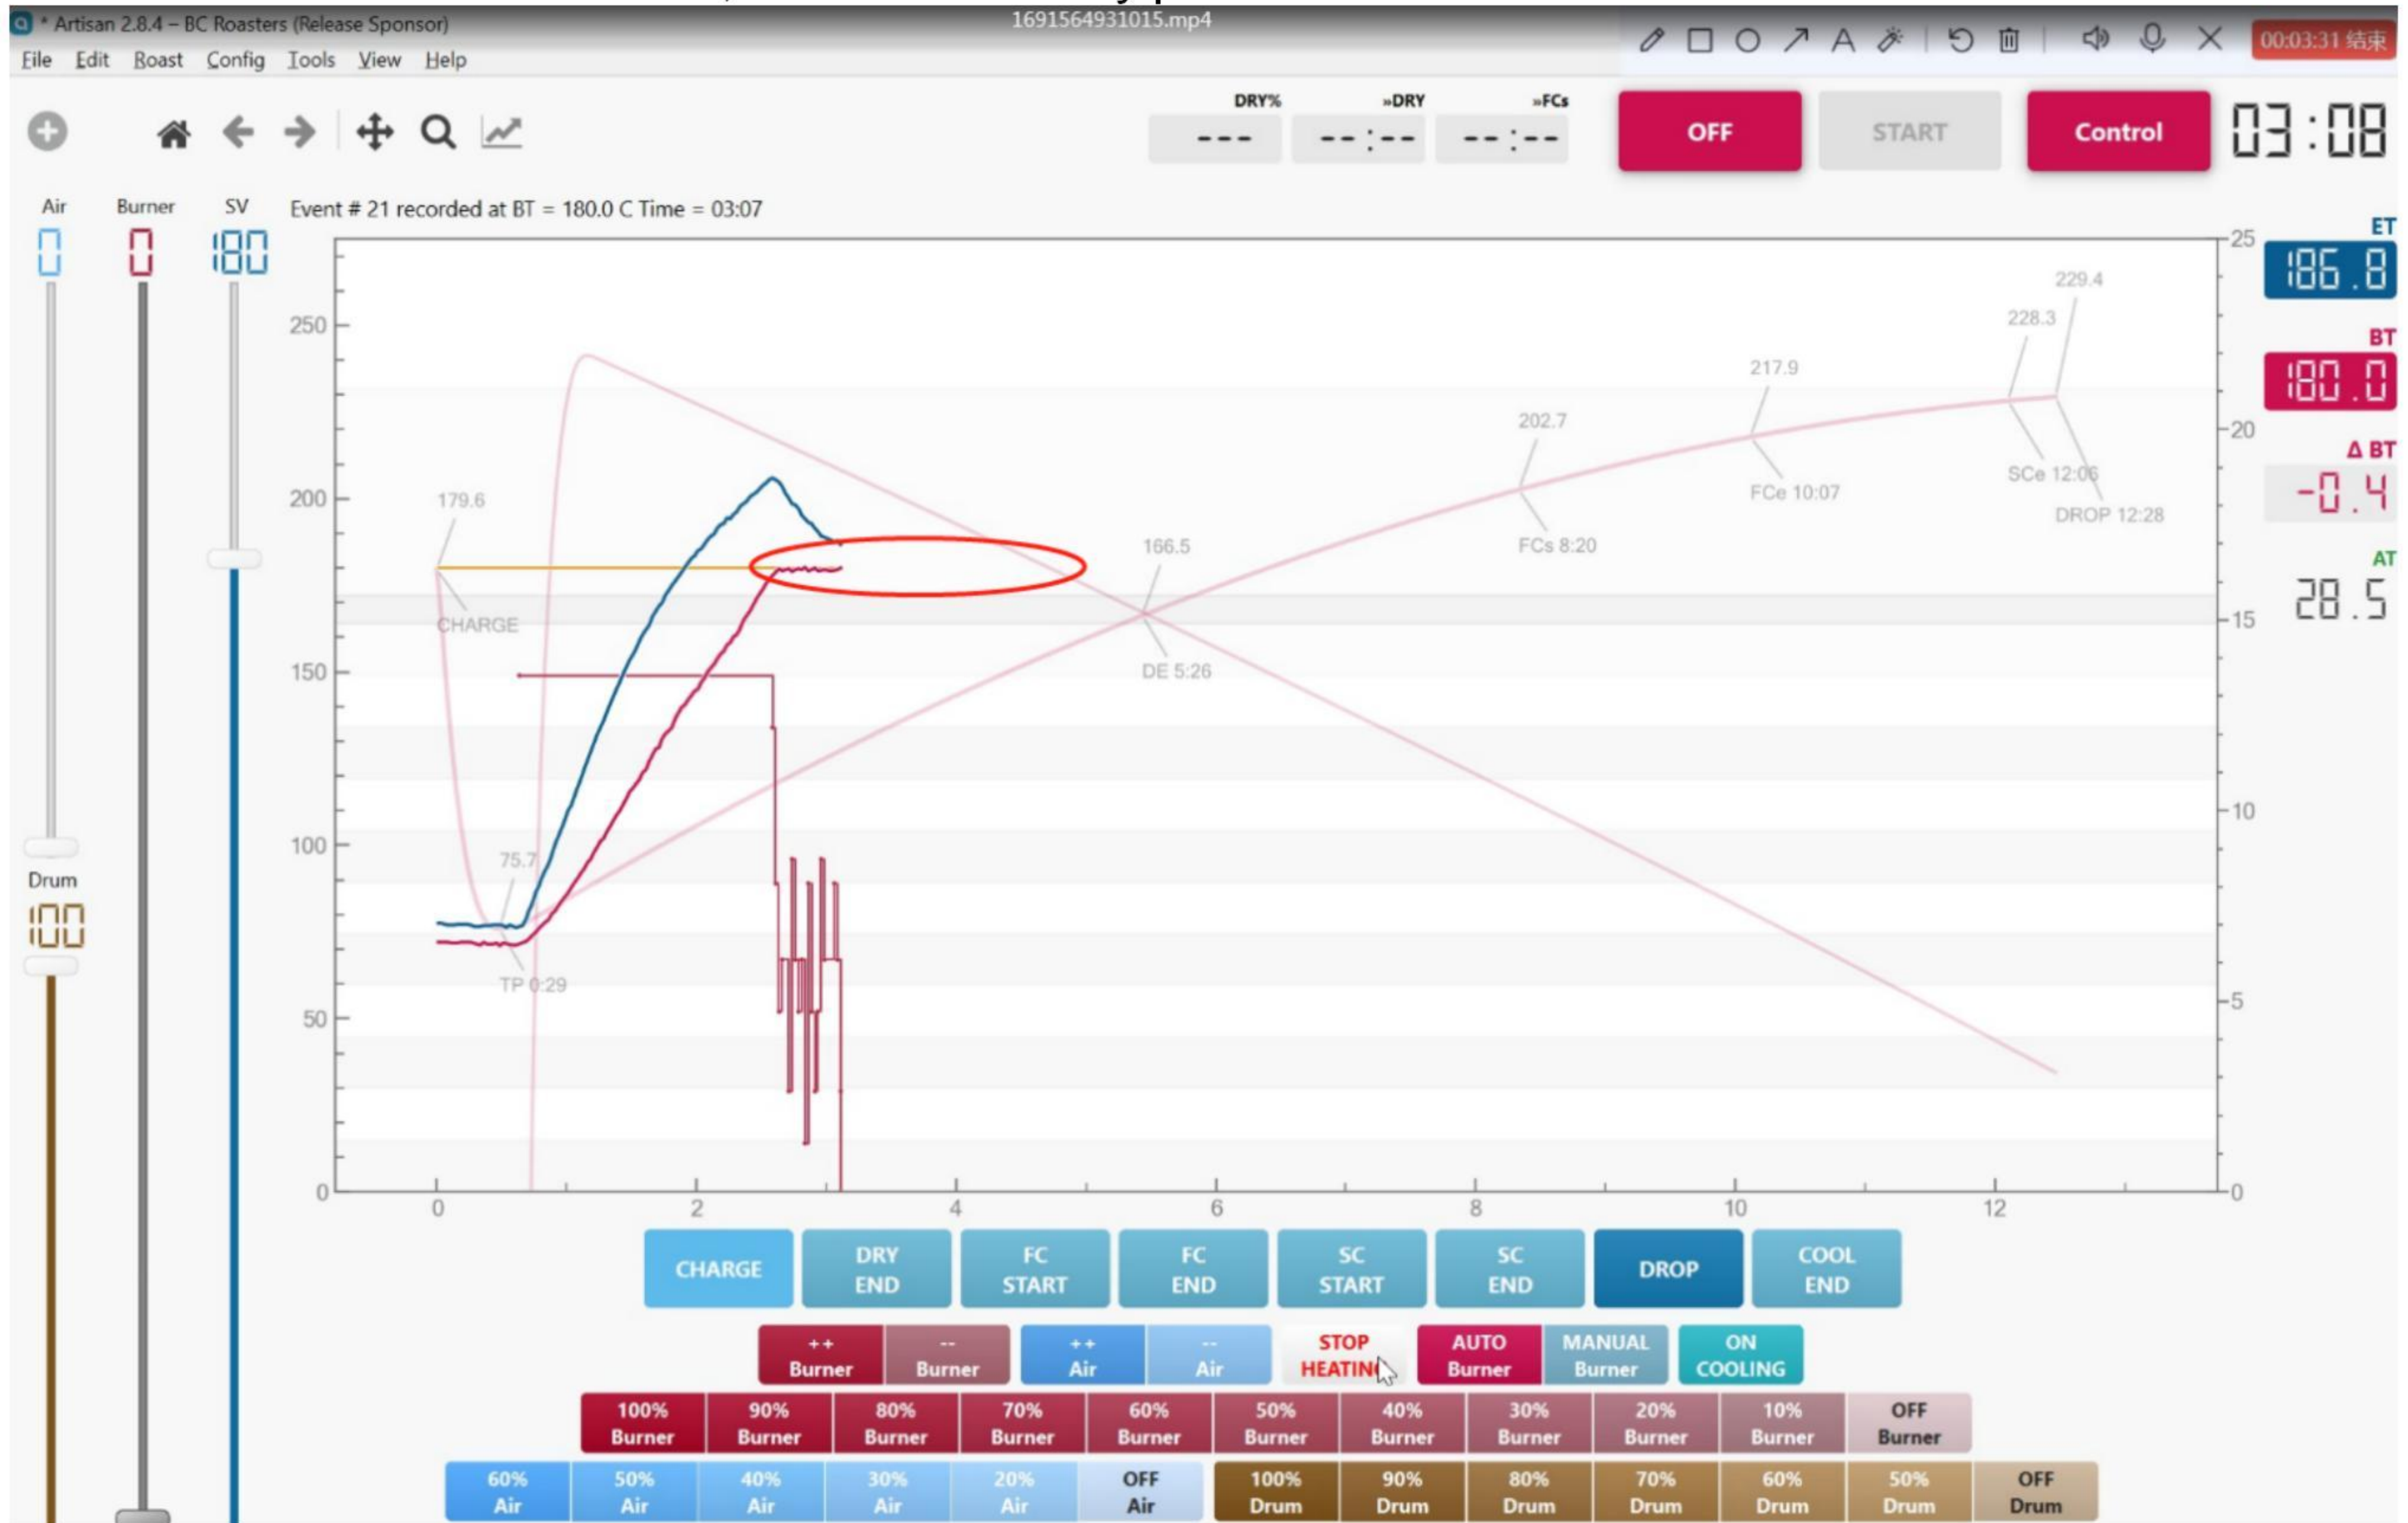 * Artisan 2.8.4 – BC Roasters (Release Sponsor)
1691564931015.mp4
00:03:31 结束
File Edit Roast Config Tools View Help
DRY% »DRY »FCs
--- --:-- --:--
OFF START Control 03:08
Air Burner SV
0 0 180
Event # 21 recorded at BT = 180.0 C Time = 03:07
ET
186.8
BT
180.0
Δ BT
-0.4
AT
28.5
Drum
100
250
200
150
100
50
0
25
20
15
10
5
0
0 2 4 6 8 10 12
179.6
CHARGE
75.7
TP 0:29
166.5
DE 5:26
202.7
FCs 8:20
217.9
FCe 10:07
228.3
SCe 12:06
229.4
DROP 12:28
CHARGE
DRY END
FC START
FC END
SC START
SC END
DROP
COOL END
++ Burner
-- Burner
++ Air
-- Air
STOP HEATING
AUTO Burner
MANUAL Burner
ON COOLING
100% Burner
90% Burner
80% Burner
70% Burner
60% Burner
50% Burner
40% Burner
30% Burner
20% Burner
10% Burner
OFF Burner
60% Air
50% Air
40% Air
30% Air
20% Air
OFF Air
100% Drum
90% Drum
80% Drum
70% Drum
60% Drum
50% Drum
OFF Drum